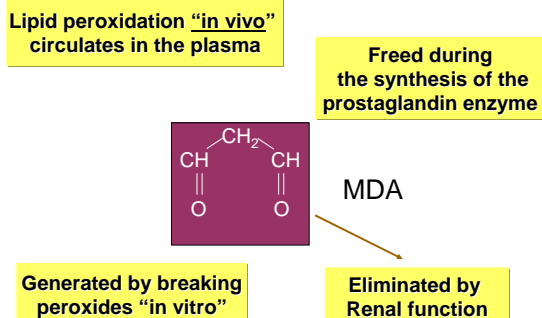 Lipid peroxidation “in vivo”
circulates in the plasma
Freed during
the synthesis of the
prostaglandin enzyme
CH2
CH CH
O O
MDA
Generated by breaking
peroxides “in vitro”
Eliminated by
Renal function